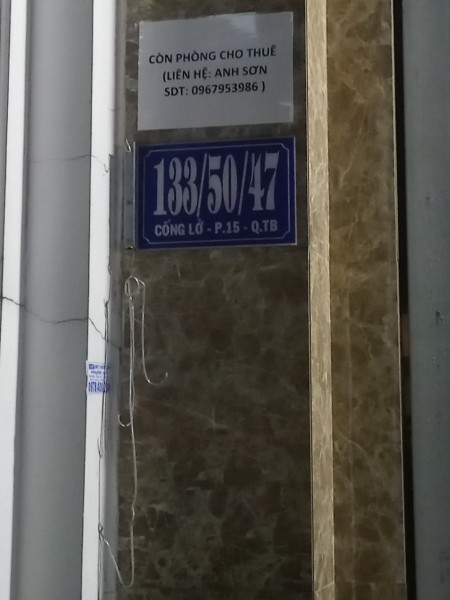 CÒN PHÒNG CHO THUÊ
(LIÊN HỆ: ANH SƠN
SDT: 0967953986 )
133/50/47
CỐNG LỞ - P.15 - Q.TB